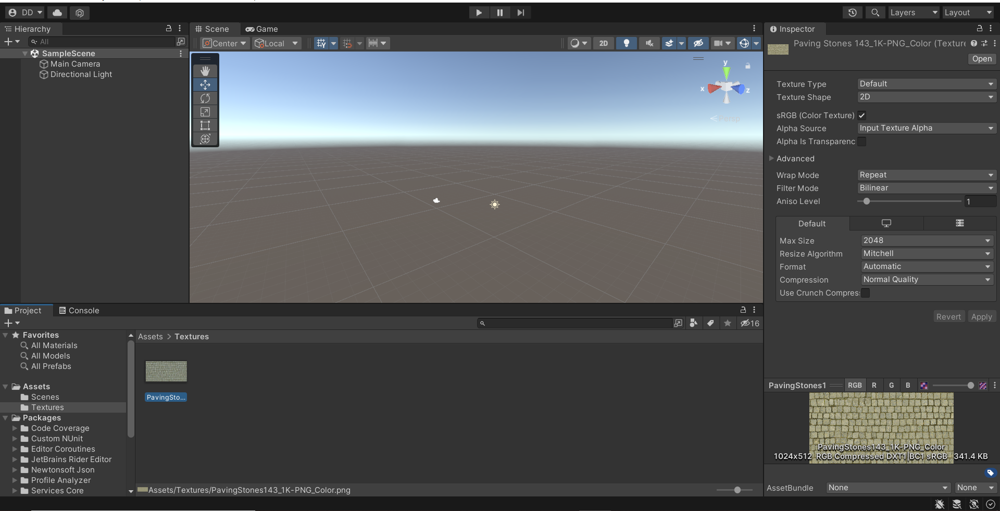 DD
Layers
Layout
Hierarchy
All
SampleScene
Main Camera
Directional Light
Scene
Game
Center
Local
2D
y
x
z
Persp
Inspector
Paving Stones 143_1K-PNG_Color (Texture
Open
Texture Type
Default
Texture Shape
2D
sRGB (Color Texture)
Alpha Source
Input Texture Alpha
Alpha Is Transparenc
Advanced
Wrap Mode
Repeat
Filter Mode
Bilinear
Aniso Level
1
Default
Max Size
2048
Resize Algorithm
Mitchell
Format
Automatic
Compression
Normal Quality
Use Crunch Compres
Revert
Apply
Project
Console
16
Favorites
All Materials
All Models
All Prefabs
Assets
Scenes
Textures
Packages
Code Coverage
Custom NUnit
Editor Coroutines
JetBrains Rider Editor
Newtonsoft Json
Profile Analyzer
Services Core
Assets > Textures
PavingSto...
Assets/Textures/PavingStones143_1K-PNG_Color.png
PavingStones1
RGB
R
G
B
PavingStones143_1K-PNG_Color
1024x512 RGB Compressed DXT1|BC1 sRGB 341.4 KB
AssetBundle
None
None